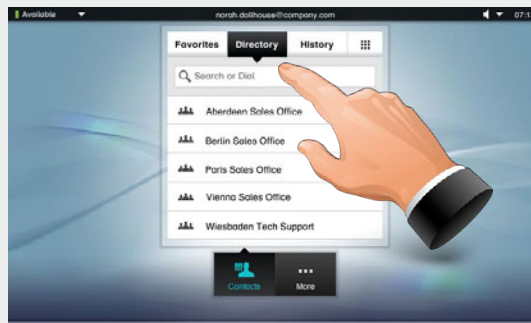 Available norah.dollhouse@company.com 07:1
Favorites Directory History
Search or Dial
Aberdeen Sales Office
Berlin Sales Office
Paris Sales Office
Vienna Sales Office
Wiesbaden Tech Support
Contacts More